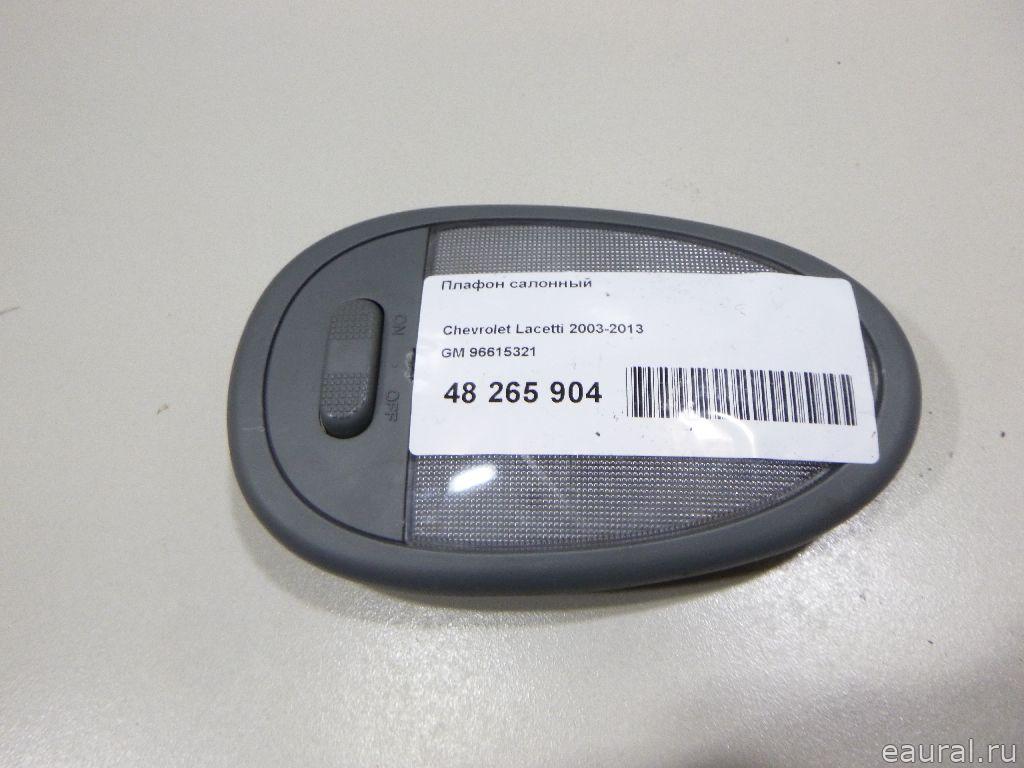 Плафон салонный
Chevrolet Lacetti 2003-2013
GM 96615321
48 265 904
ON
OFF
eaural.ru